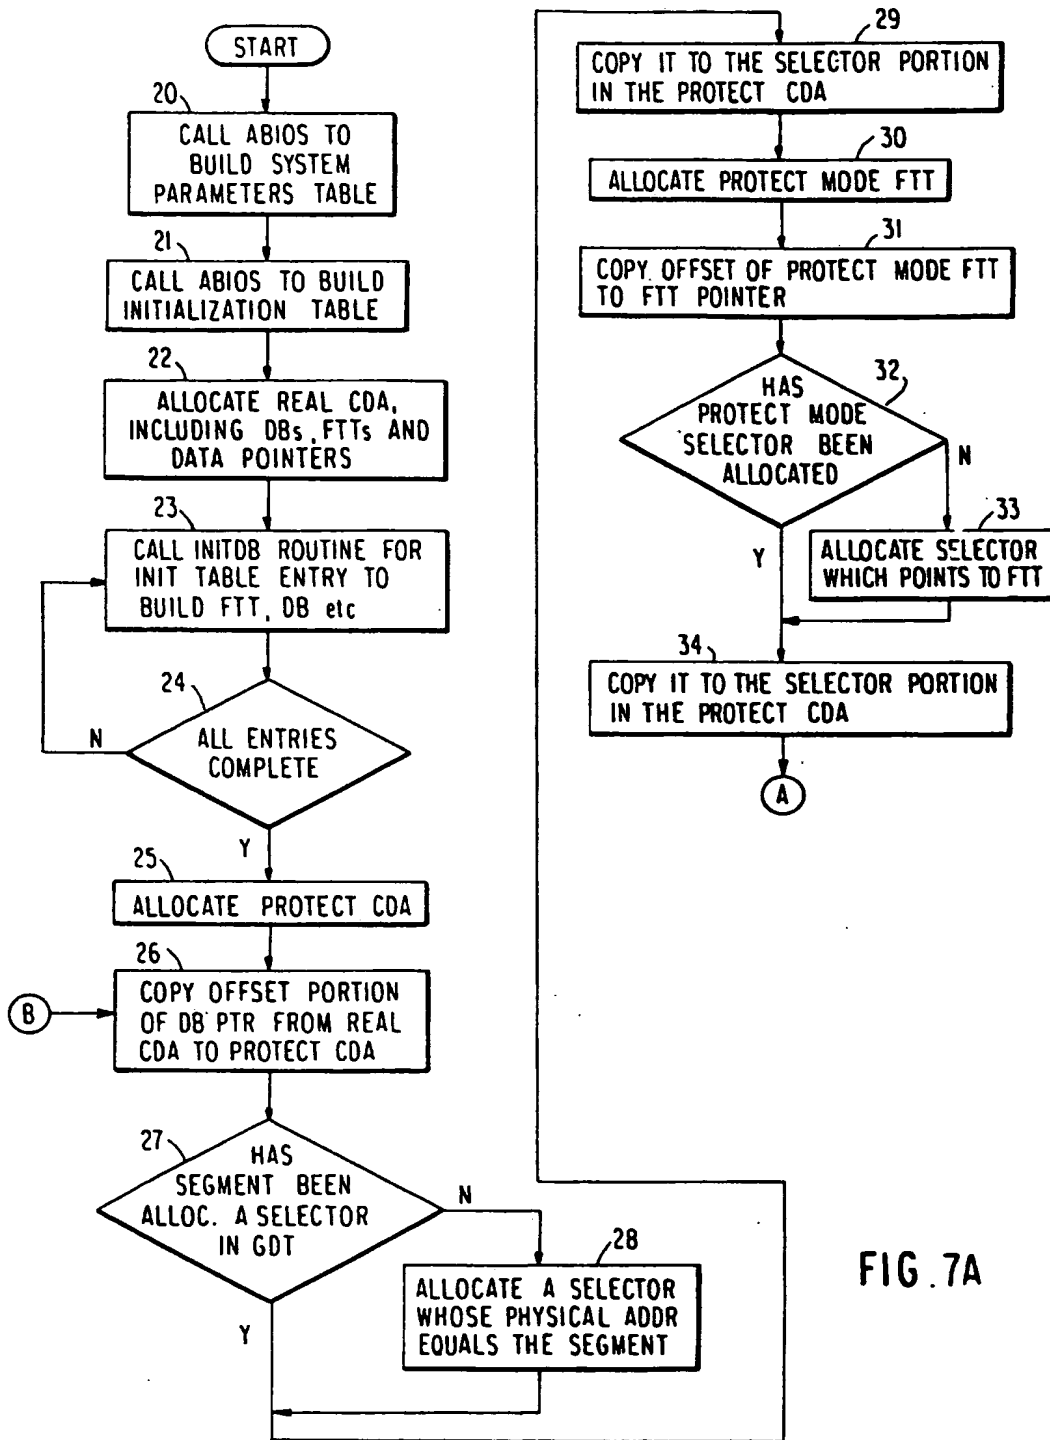 START
20
CALL ABIOS TO
BUILD SYSTEM
PARAMETERS TABLE
21
CALL ABIOS TO BUILD
INITIALIZATION TABLE
22
ALLOCATE REAL CDA,
INCLUDING DBs, FTTs AND
DATA POINTERS
23
CALL INITDB ROUTINE FOR
INIT TABLE ENTRY TO
BUILD FTT, DB etc
24
ALL ENTRIES
COMPLETE
N
Y
25
ALLOCATE PROTECT CDA
26
COPY OFFSET PORTION
OF DB PTR FROM REAL
CDA TO PROTECT CDA
B
27
HAS
SEGMENT BEEN
ALLOC. A SELECTOR
IN GDT
N
Y
28
ALLOCATE A SELECTOR
WHOSE PHYSICAL ADDR
EQUALS THE SEGMENT
29
COPY IT TO THE SELECTOR PORTION
IN THE PROTECT CDA
30
ALLOCATE PROTECT MODE FTT
31
COPY OFFSET OF PROTECT MODE FTT
TO FTT POINTER
32
HAS
PROTECT MODE
SELECTOR BEEN
ALLOCATED
N
Y
33
ALLOCATE SELECTOR
WHICH POINTS TO FTT
34
COPY IT TO THE SELECTOR PORTION
IN THE PROTECT CDA
A
FIG. 7A